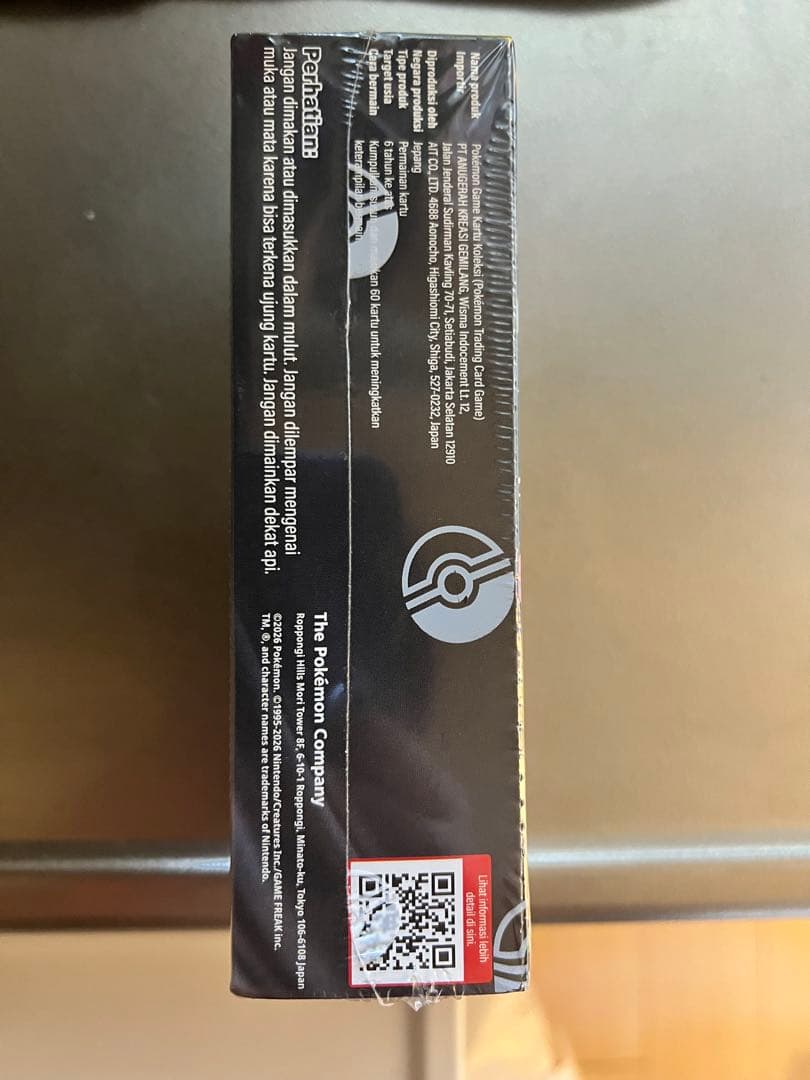 Nama produk Pokémon Game Kartu Koleksi (Pokémon Trading Card Game)
Importir PT ANUGERAH KREASI GEMILANG, Wisma Indocement Lt. 12,
Jalan Jenderal Sudirman Kavling 70-71, Setiabudi, Jakarta Selatan 12910
Diproduksi oleh AIT CO., LTD. 4688 Aonocho, Higashiomi City, Shiga, 527-0232, Japan
Negara produksi Jepang
Tipe produk Permainan kartu
Target usia 6 tahun ke
Cara bermain 60 kartu untuk meningkatkan
Perhatian:
Jangan dimakan atau dimasukkan dalam mulut. Jangan dilempar mengenai
muka atau mata karena bisa terkena ujung kartu. Jangan dimainkan dekat api.
The Pokémon Company
Roppongi Hills Mori Tower 8F, 6-10-1 Roppongi, Minato-ku, Tokyo 106-6108 Japan
©2026 Pokémon. ©1995-2026 Nintendo/Creatures Inc./GAME FREAK inc.
TM, ®, and character names are trademarks of Nintendo.
Lihat informasi lebih
detail di sini.